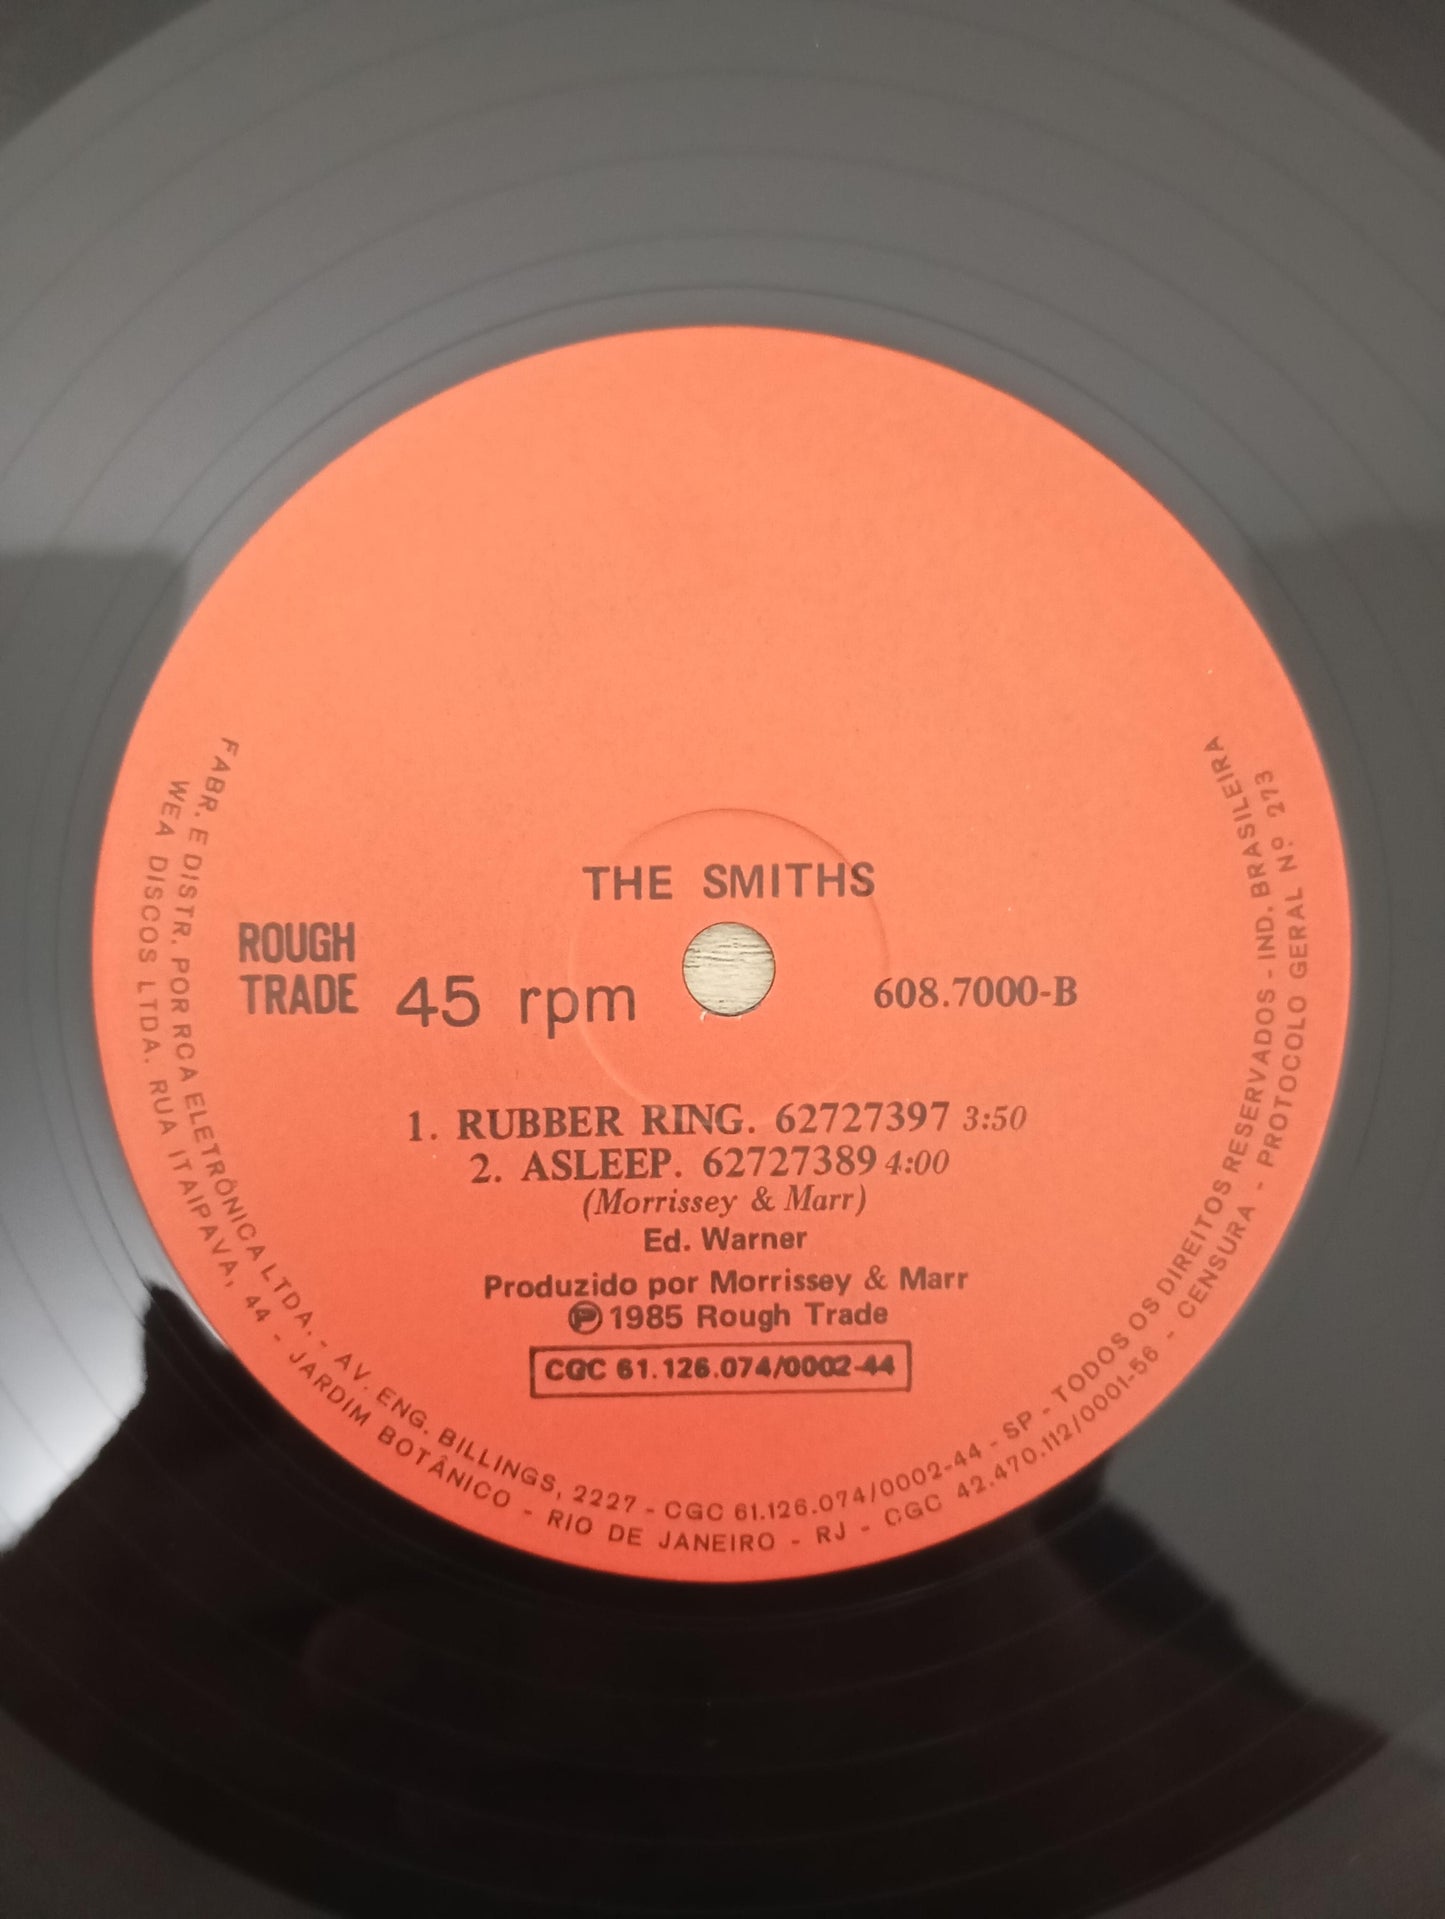 THE SMITHS
ROUGH
TRADE
45 rpm
608.7000-B
1. RUBBER RING. 62727397 3:50
2. ASLEEP. 62727389 4:00
(Morrissey & Marr)
Ed. Warner
Produzido por Morrissey & Marr
Ⓟ 1985 Rough Trade
CGC 61.126.074/0002-44
FABR. E DISTR. POR RCA ELETRÔNICA LTDA. - AV. ENG. BILLINGS, 2227 - CGC 61.126.074/0002-44 - SP - TODOS OS DIREITOS RESERVADOS - IND. BRASILEIRA
WEA DISCOS LTDA. RUA ITAIPAVA, 44 - JARDIM BOTÂNICO - RIO DE JANEIRO - RJ - CGC 42.470.112/0001-56 - CENSURA - PROTOCOLO GERAL Nº 273